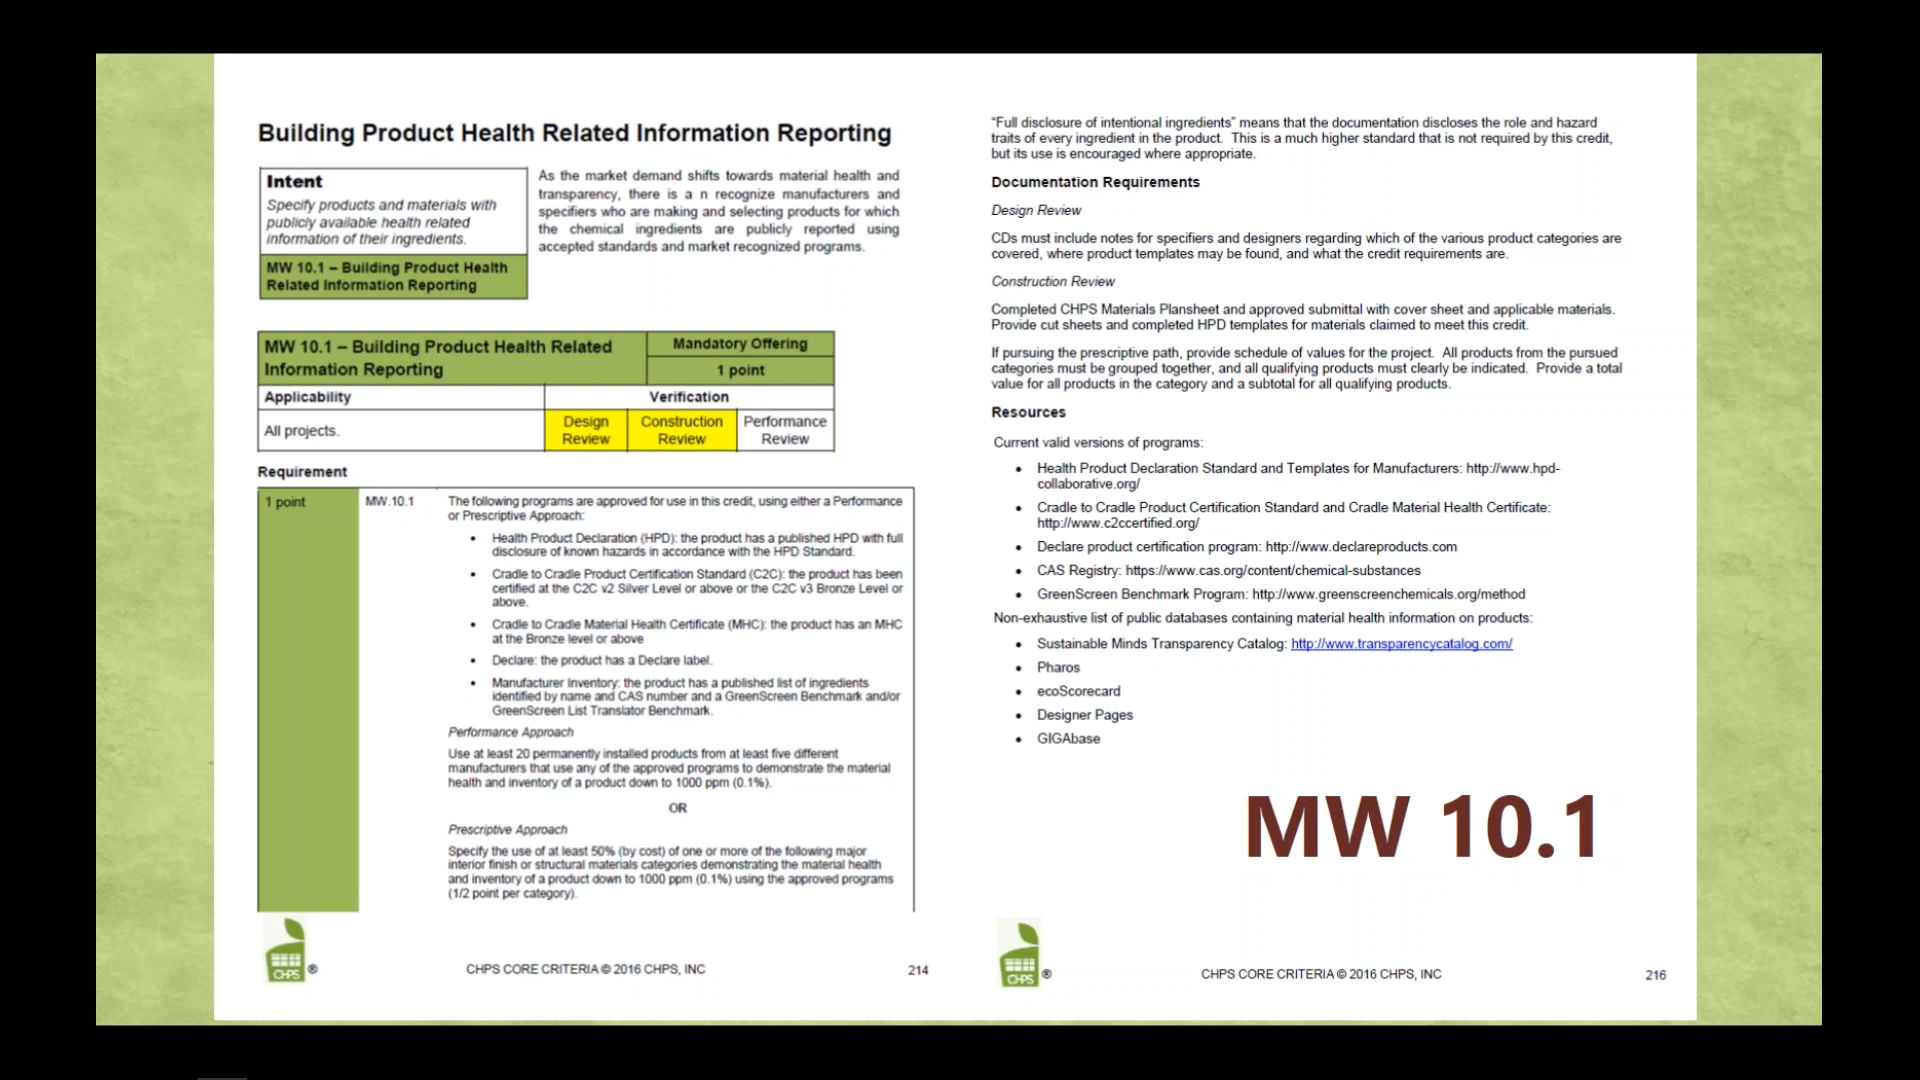 Building Product Health Related Information Reporting
Intent
Specify products and materials with
publicly available health related
information of their ingredients.
MW 10.1 – Building Product Health
Related Information Reporting
As the market demand shifts towards material health and
transparency, there is a n recognize manufacturers and
specifiers who are making and selecting products for which
the chemical ingredients are publicly reported using
accepted standards and market recognized programs.
MW 10.1 – Building Product Health Related
Information Reporting
Mandatory Offering
1 point
Applicability
Verification
All projects.
Design
Review
Construction
Review
Performance
Review
Requirement
1 point
MW.10.1
The following programs are approved for use in this credit, using either a Performance
or Prescriptive Approach:
• Health Product Declaration (HPD): the product has a published HPD with full
disclosure of known hazards in accordance with the HPD Standard.
• Cradle to Cradle Product Certification Standard (C2C): the product has been
certified at the C2C v2 Silver Level or above or the C2C v3 Bronze Level or
above.
• Cradle to Cradle Material Health Certificate (MHC): the product has an MHC
at the Bronze level or above
• Declare: the product has a Declare label.
• Manufacturer Inventory: the product has a published list of ingredients
identified by name and CAS number and a GreenScreen Benchmark and/or
GreenScreen List Translator Benchmark.
Performance Approach
Use at least 20 permanently installed products from at least five different
manufacturers that use any of the approved programs to demonstrate the material
health and inventory of a product down to 1000 ppm (0.1%).
OR
Prescriptive Approach
Specify the use of at least 50% (by cost) of one or more of the following major
interior finish or structural materials categories demonstrating the material health
and inventory of a product down to 1000 ppm (0.1%) using the approved programs
(1/2 point per category).
CHPS ®
CHPS CORE CRITERIA © 2016 CHPS, INC
214
“Full disclosure of intentional ingredients” means that the documentation discloses the role and hazard
traits of every ingredient in the product. This is a much higher standard that is not required by this credit,
but its use is encouraged where appropriate.
Documentation Requirements
Design Review
CDs must include notes for specifiers and designers regarding which of the various product categories are
covered, where product templates may be found, and what the credit requirements are.
Construction Review
Completed CHPS Materials Plansheet and approved submittal with cover sheet and applicable materials.
Provide cut sheets and completed HPD templates for materials claimed to meet this credit.
If pursuing the prescriptive path, provide schedule of values for the project. All products from the pursued
categories must be grouped together, and all qualifying products must clearly be indicated. Provide a total
value for all products in the category and a subtotal for all qualifying products.
Resources
Current valid versions of programs:
• Health Product Declaration Standard and Templates for Manufacturers: http://www.hpd-
collaborative.org/
• Cradle to Cradle Product Certification Standard and Cradle Material Health Certificate:
http://www.c2ccertified.org/
• Declare product certification program: http://www.declareproducts.com
• CAS Registry: https://www.cas.org/content/chemical-substances
• GreenScreen Benchmark Program: http://www.greenscreenchemicals.org/method
Non-exhaustive list of public databases containing material health information on products:
• Sustainable Minds Transparency Catalog: http://www.transparencycatalog.com/
• Pharos
• ecoScorecard
• Designer Pages
• GIGAbase
MW 10.1
CHPS ®
CHPS CORE CRITERIA © 2016 CHPS, INC
216